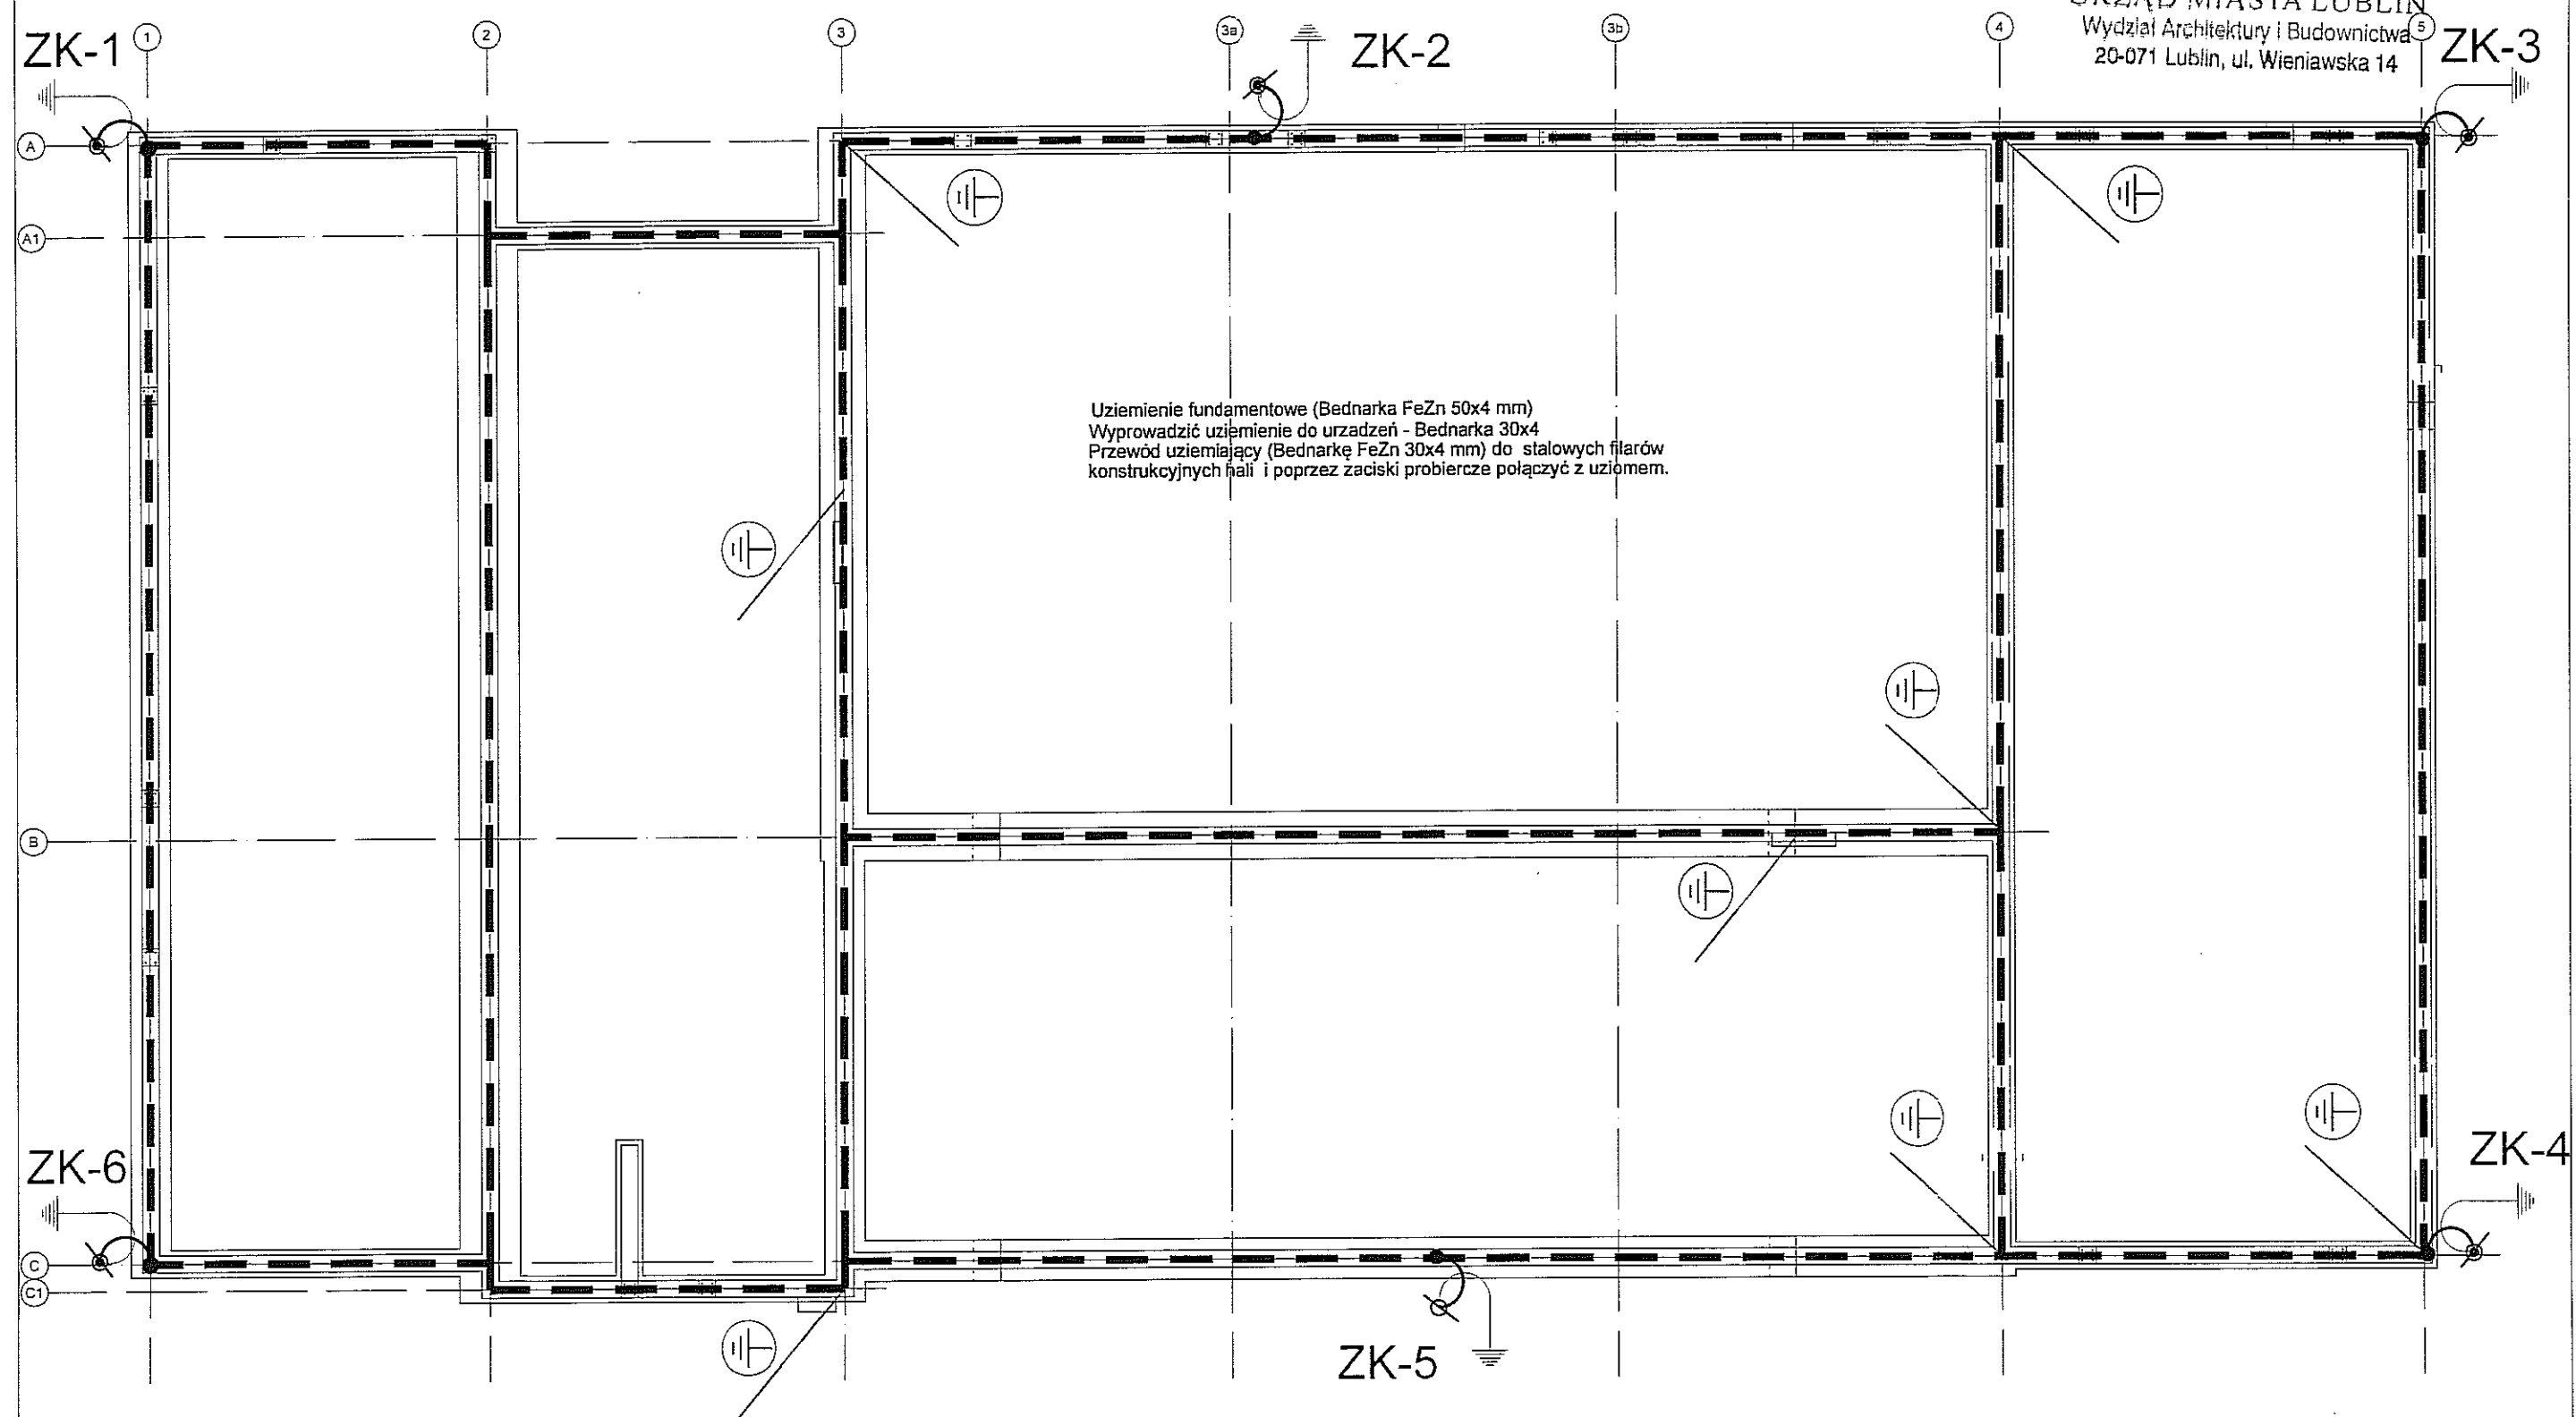 URZĄD MIASTA LUBLIN
Wydział Architektury i Budownictwa
20-071 Lublin, ul. Wieniawska 14
ZK-1
1
2
3
3a
ZK-2
3b
4
5
ZK-3
A
A1
Uziemienie fundamentowe (Bednarka FeZn 50x4 mm)
Wyprowadzić uziemienie do urzadzeń - Bednarka 30x4
Przewód uziemiający (Bednarkę FeZn 30x4 mm) do stalowych filarów
konstrukcyjnych hali i poprzez zaciski probiercze połączyć z uziomem.
B
ZK-6
ZK-4
C
C1
ZK-5